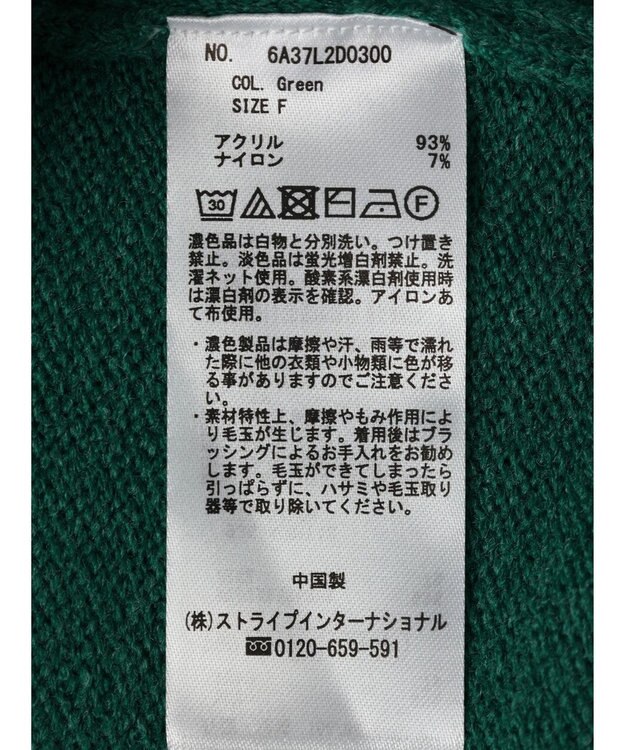 NO. 6A37L2D0300
COL. Green
SIZE F
アクリル 93%
ナイロン 7%
30 F
濃色品は白物と分別洗い。つけ置き
禁止。淡色品は蛍光増白剤禁止。洗
濯ネット使用。酸素系漂白剤使用時
は漂白剤の表示を確認。アイロンあ
て布使用。
・濃色製品は摩擦や汗、雨等で濡れ
た際に他の衣類や小物類に色が移
る事がありますのでご注意くださ
い。
・素材特性上、摩擦やもみ作用によ
り毛玉が生じます。着用後はブラ
ッシングによるお手入れをお勧め
します。毛玉ができてしまったら
引っぱらずに、ハサミや毛玉取り
器等で取り除いてください。
中国製
(株)ストライプインターナショナル
0120-659-591